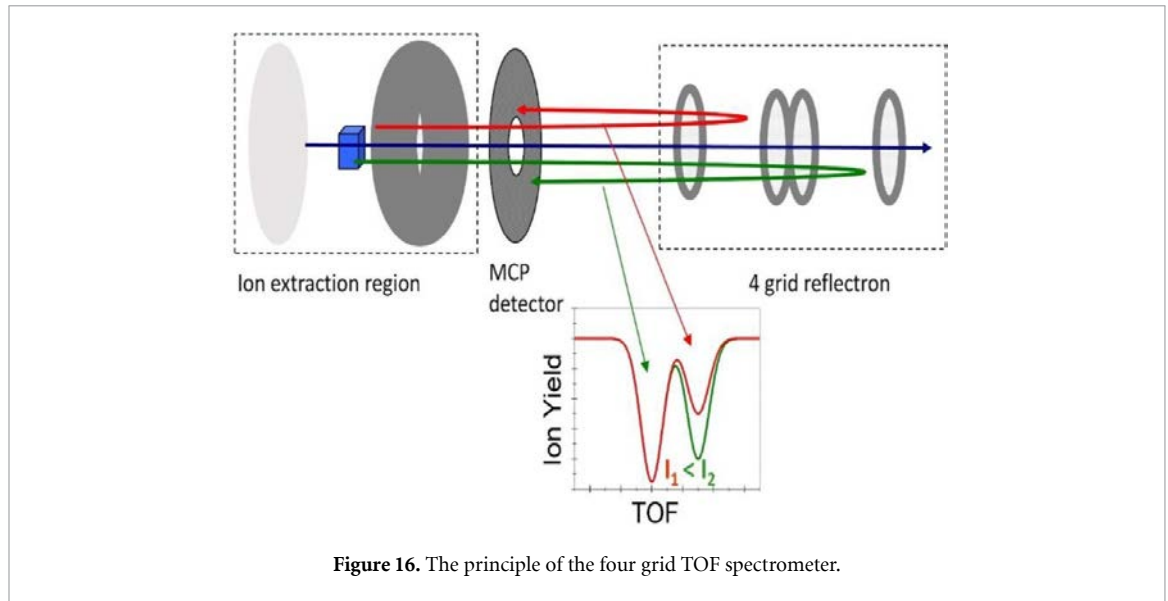 Ion extraction region
MCP
detector
4 grid reflectron
Ion Yield
I₁ < I₂
TOF
Figure 16. The principle of the four grid TOF spectrometer.